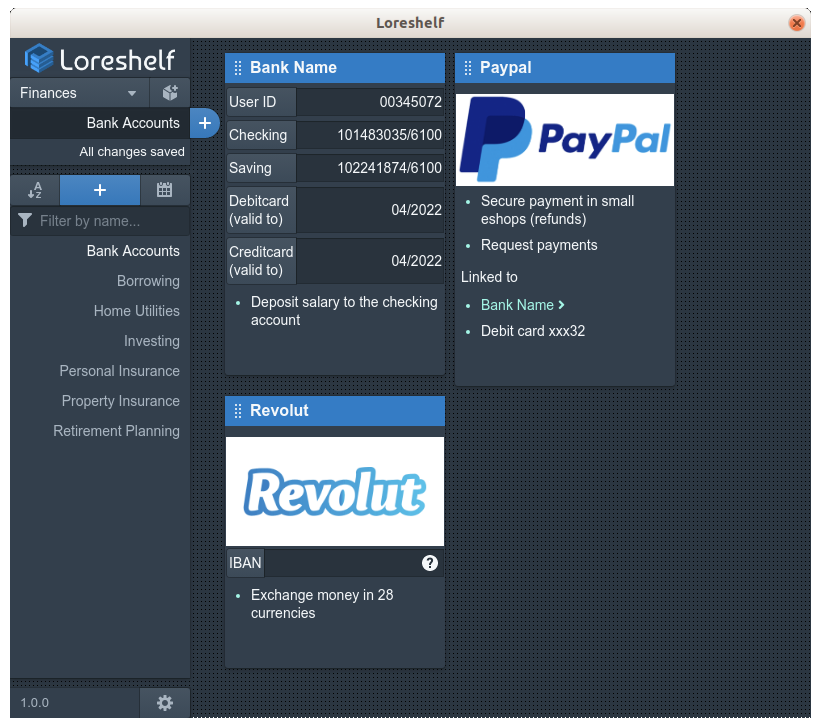 Loreshelf
Loreshelf
Finances
Bank Accounts
All changes saved
A
Z
Filter by name...
Bank Accounts
Borrowing
Home Utilities
Investing
Personal Insurance
Property Insurance
Retirement Planning
1.0.0
Bank Name
User ID 00345072
Checking 101483035/6100
Saving 102241874/6100
Debitcard
(valid to) 04/2022
Creditcard
(valid to) 04/2022
• Deposit salary to the checking
account
Paypal
PayPal
• Secure payment in small
eshops (refunds)
• Request payments
Linked to
• Bank Name
• Debit card xxx32
Revolut
Revolut
IBAN ?
• Exchange money in 28
currencies